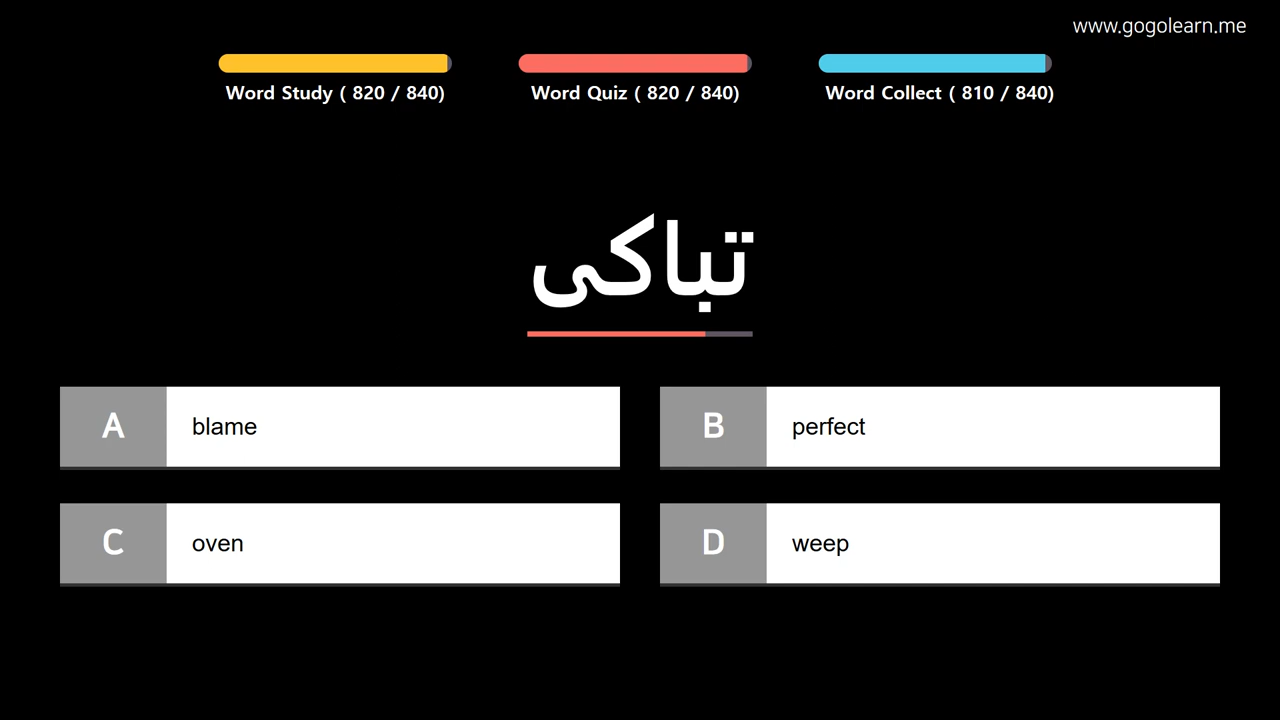 www.gogolearn.me
Word Study ( 820 / 840)
Word Quiz ( 820 / 840)
Word Collect ( 810 / 840)
تباكى
A blame
B perfect
C oven
D weep